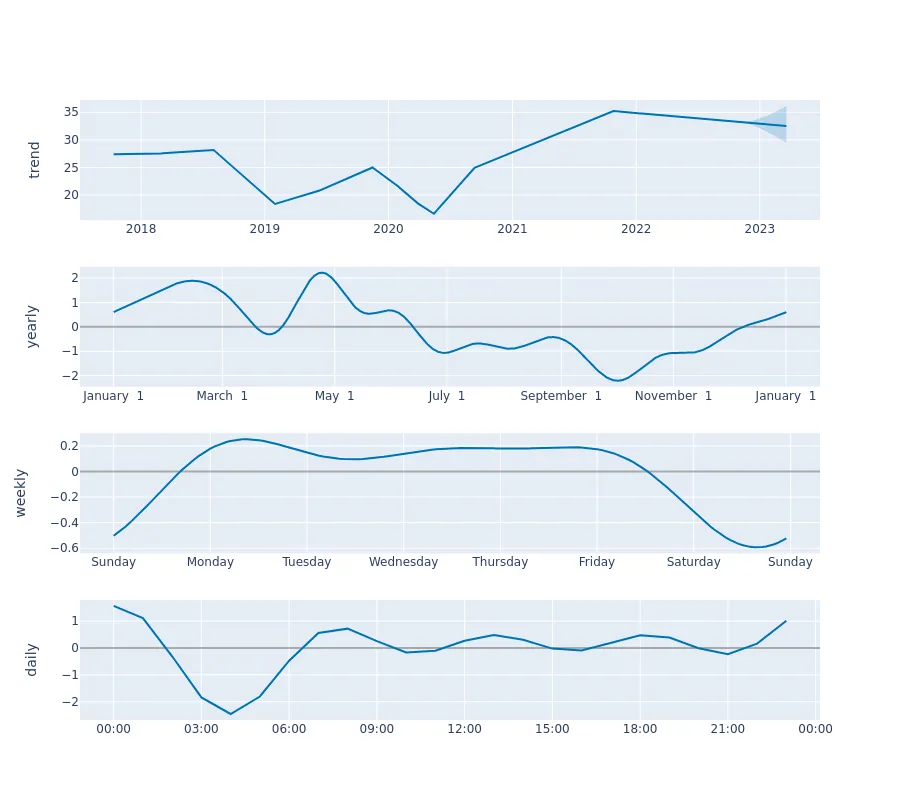 trend
35
30
25
20
2018 2019 2020 2021 2022 2023
yearly
2
1
0
−1
−2
January 1 March 1 May 1 July 1 September 1 November 1 January 1
weekly
0.2
0
−0.2
−0.4
−0.6
Sunday Monday Tuesday Wednesday Thursday Friday Saturday Sunday
daily
1
0
−1
−2
00:00 03:00 06:00 09:00 12:00 15:00 18:00 21:00 00:00